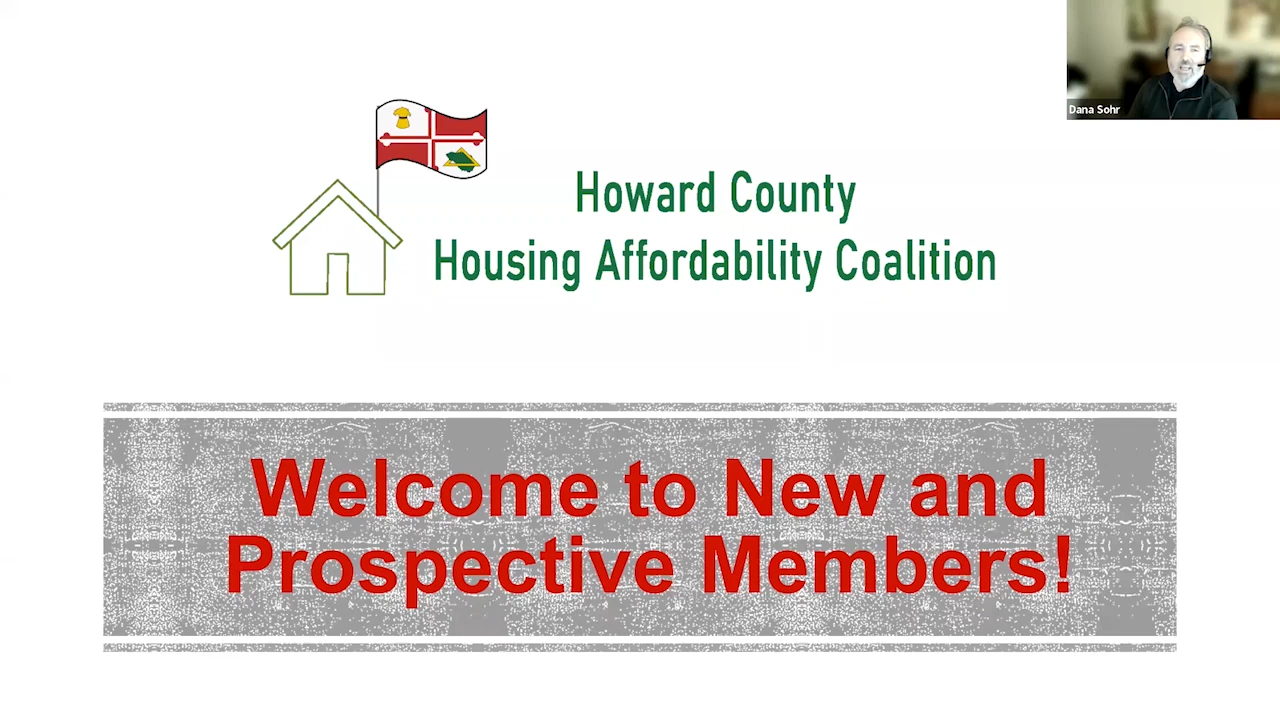 Dana Sohr
Howard County
Housing Affordability Coalition
Welcome to New and
Prospective Members!